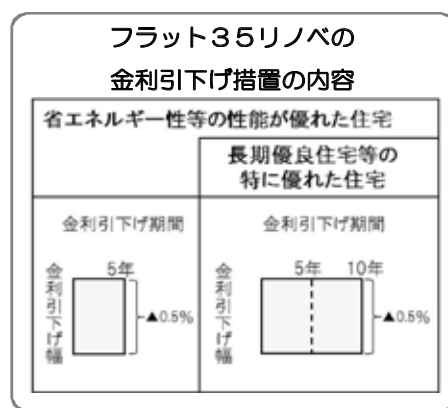 フラット３５リノベの
金利引下げ措置の内容
省エネルギー性等の性能が優れた住宅
長期優良住宅等の
特に優れた住宅
金利引下げ期間
5年
金利引下げ幅
▲0.5%
金利引下げ期間
5年 10年
金利引下げ幅
▲0.5%